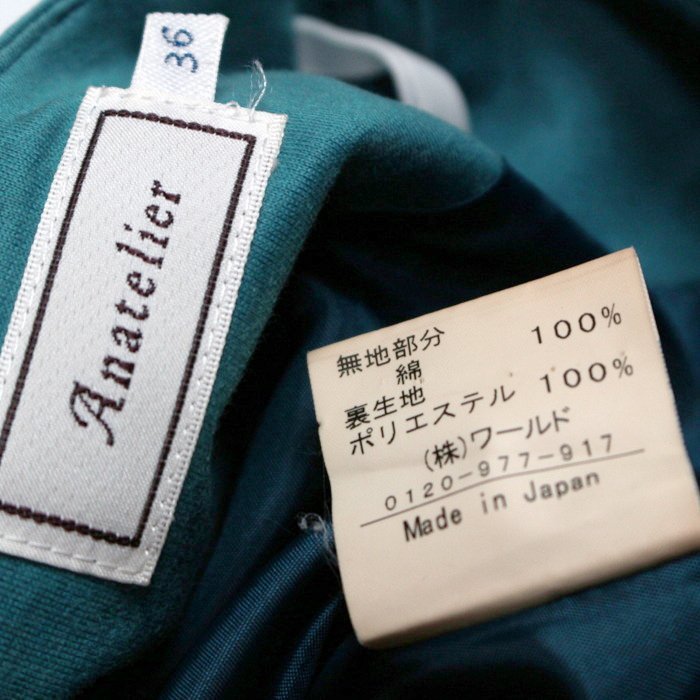 36
Anatelier
無地部分
綿 100%
裏生地
ポリエステル 100%
(株)ワールド
0120-977-917
Made in Japan